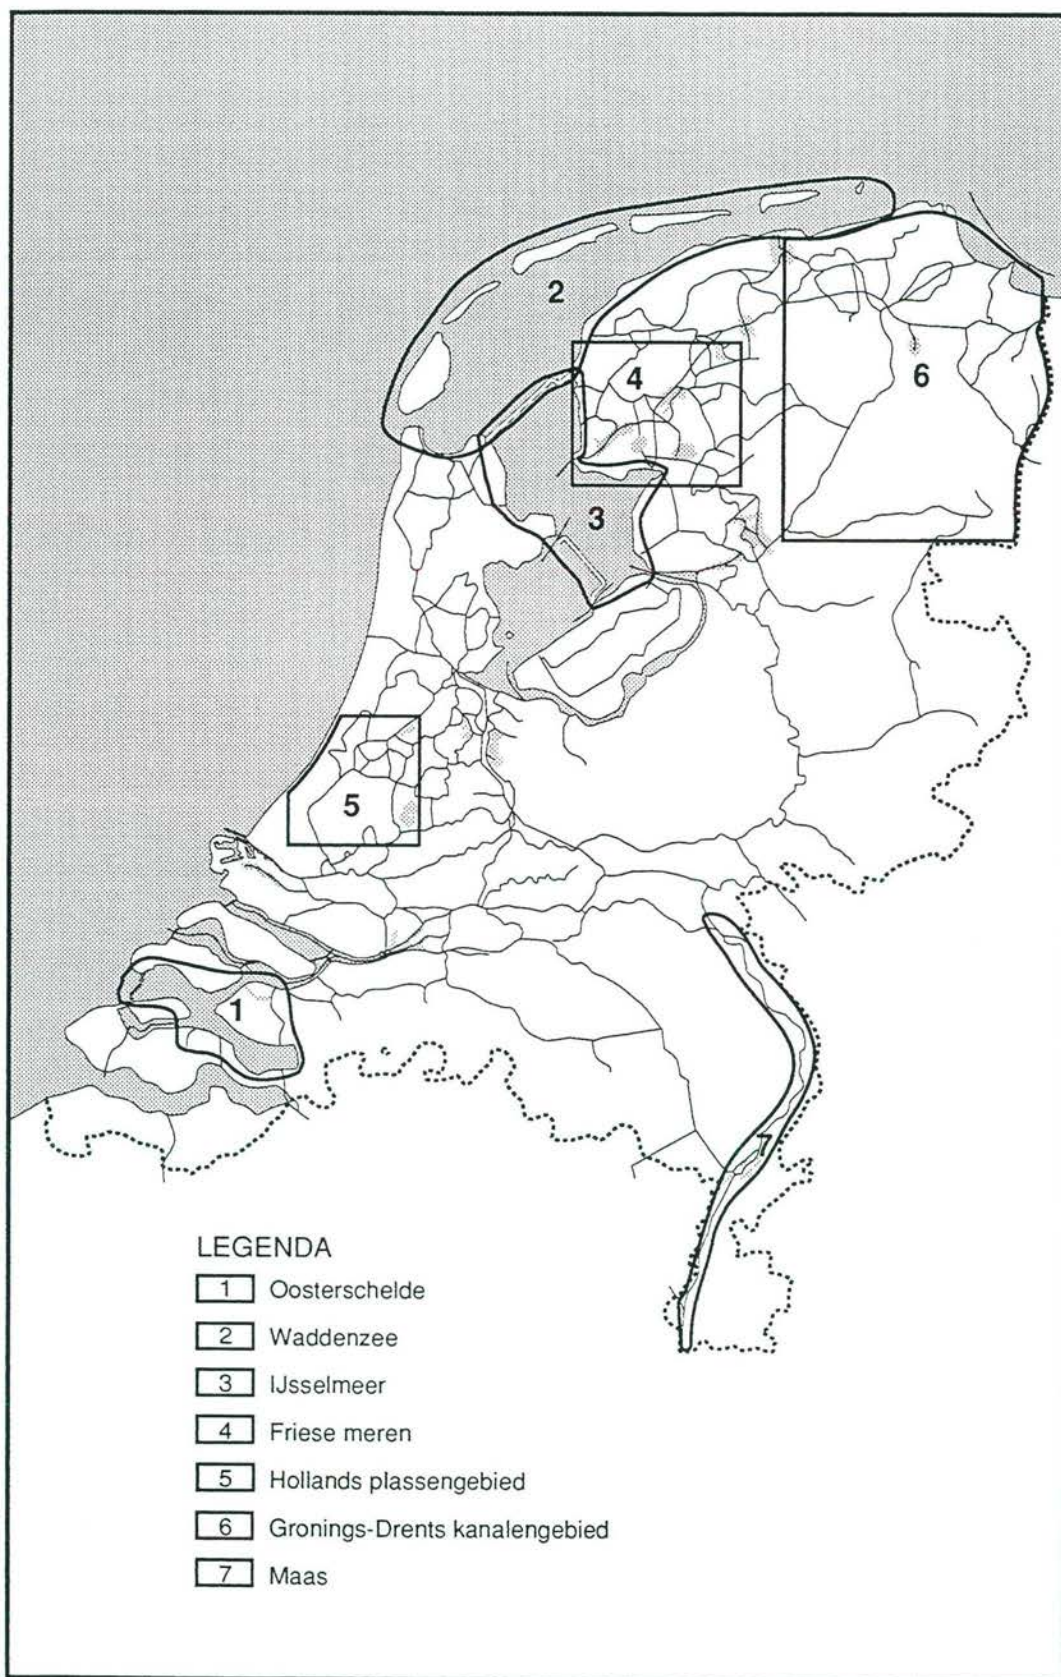 2
4
6
3
5
1
7
LEGENDA
1 Oosterschelde
2 Waddenzee
3 IJsselmeer
4 Friese meren
5 Hollands plassengebied
6 Gronings-Drents kanalengebied
7 Maas